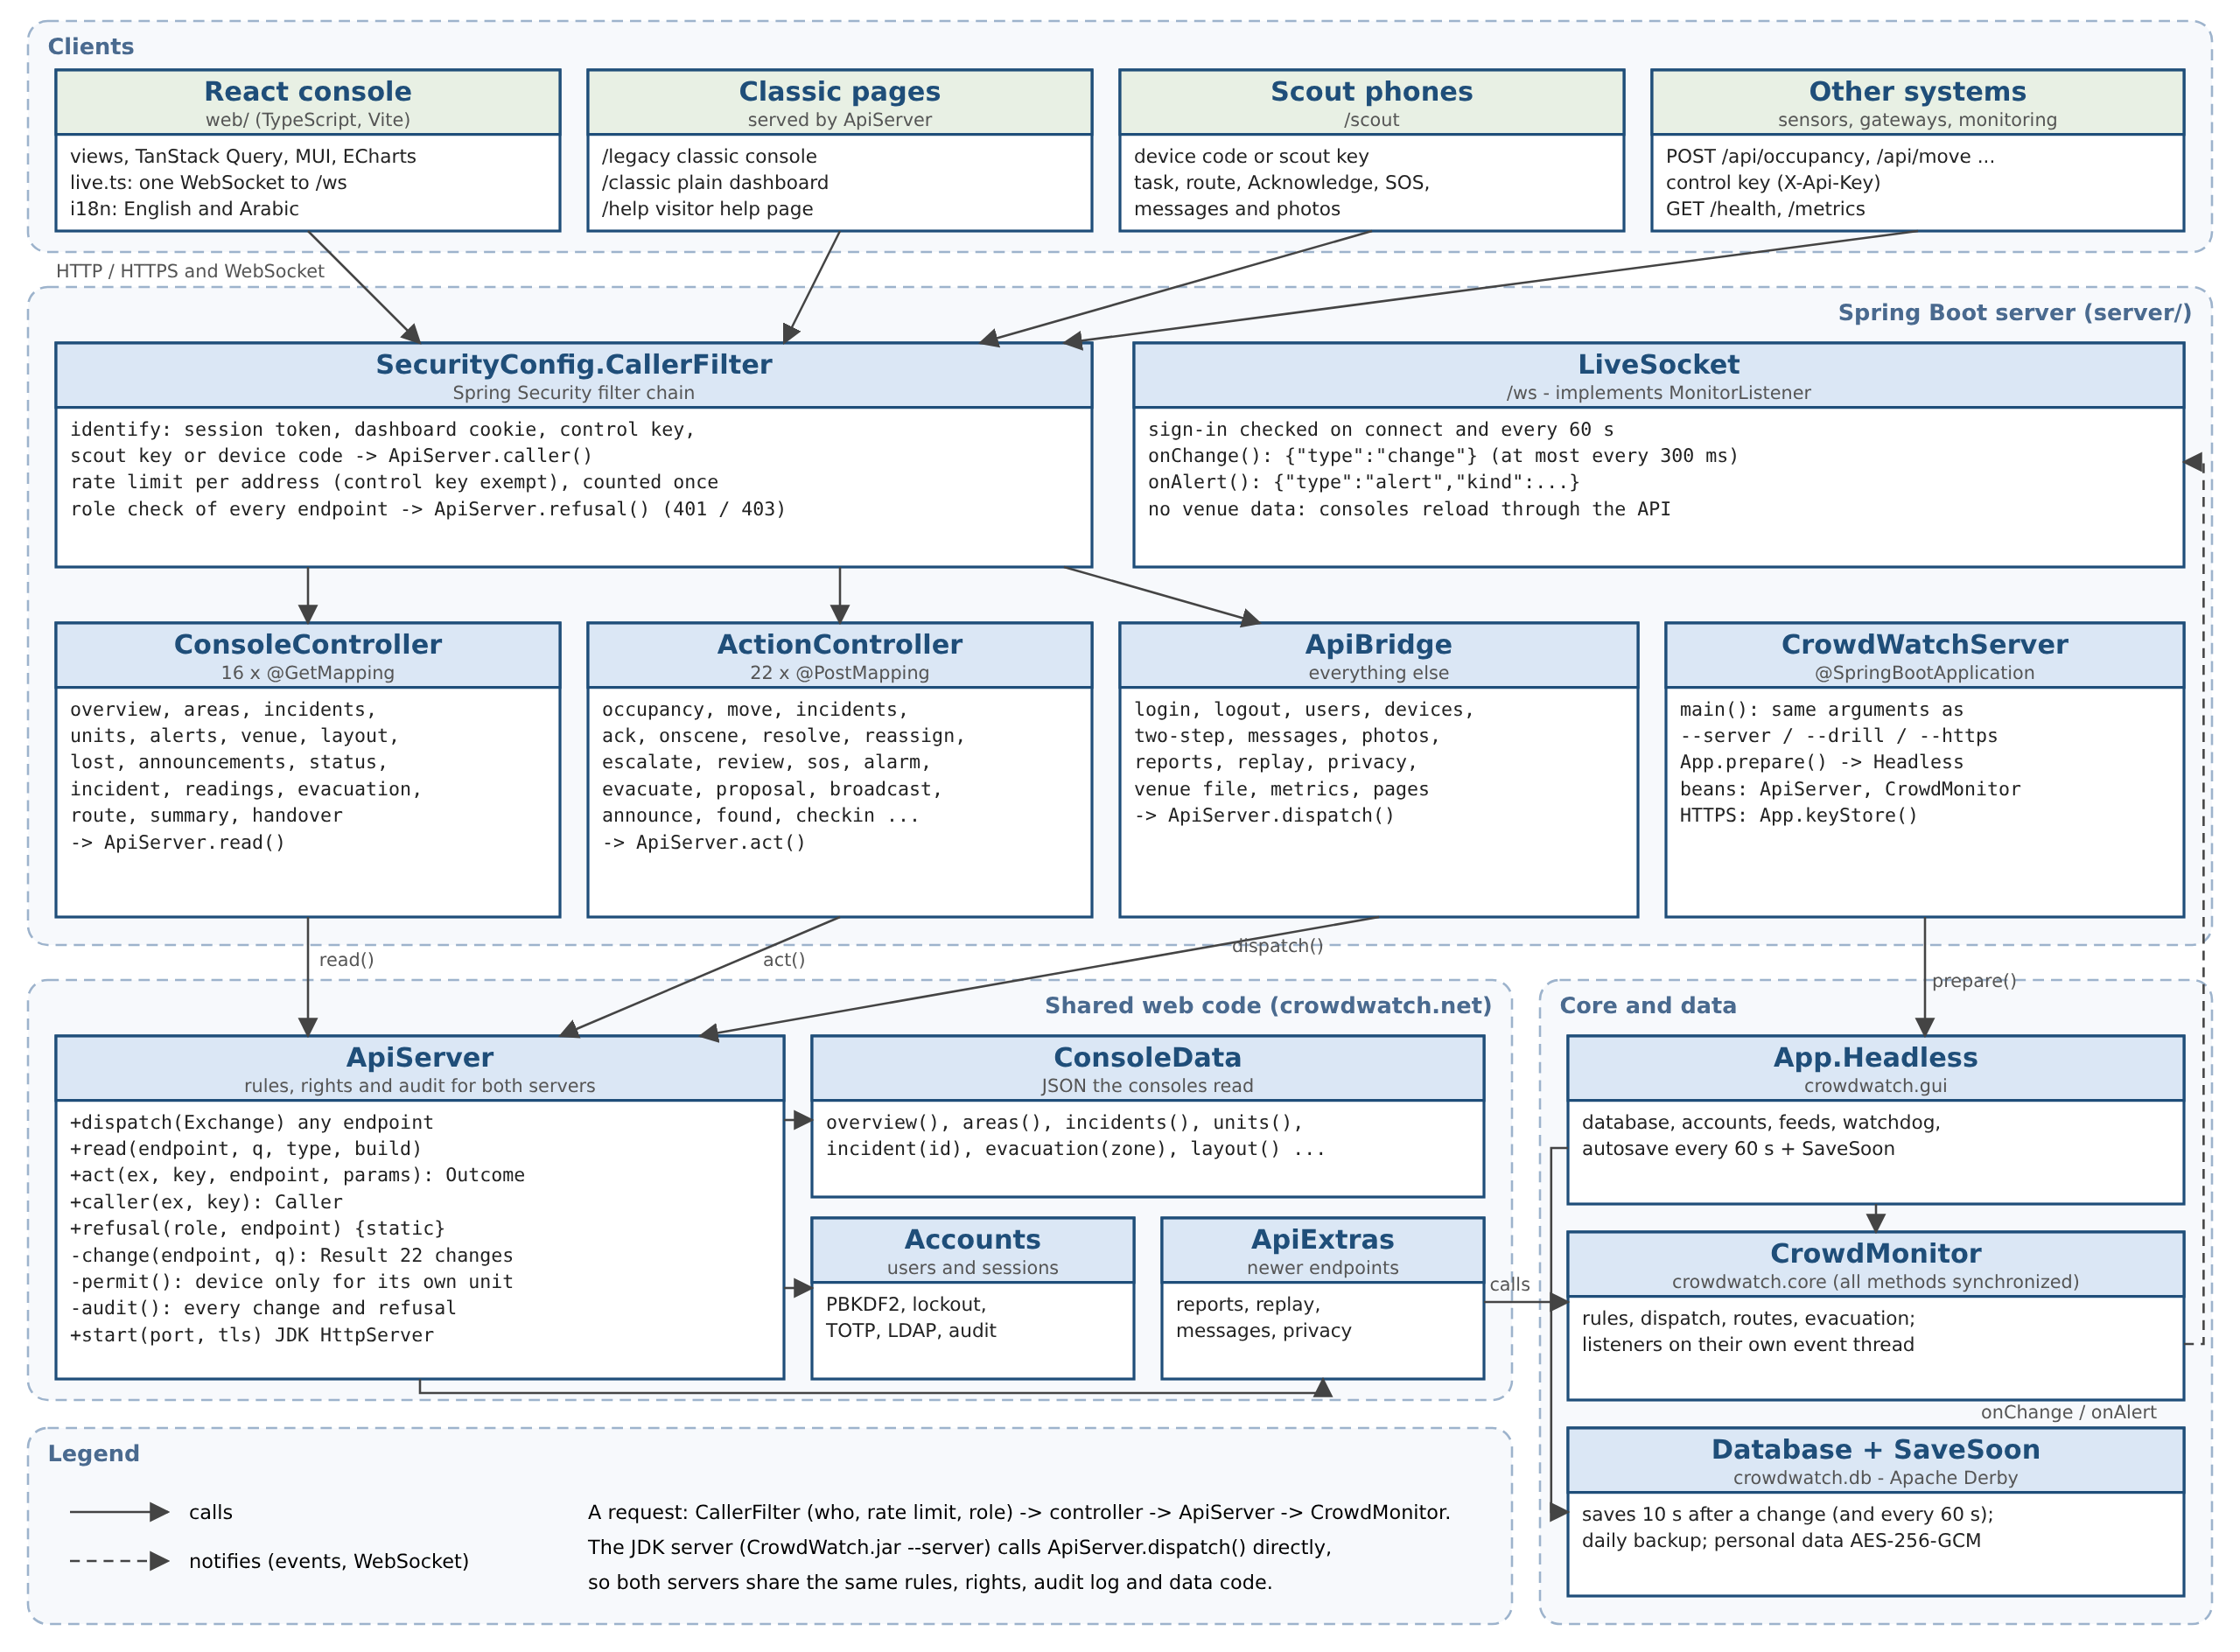 Clients
React console
web/ (TypeScript, Vite)
views, TanStack Query, MUI, ECharts
live.ts: one WebSocket to /ws
i18n: English and Arabic
Classic pages
served by ApiServer
/legacy classic console
/classic plain dashboard
/help visitor help page
Scout phones
/scout
device code or scout key
task, route, Acknowledge, SOS,
messages and photos
Other systems
sensors, gateways, monitoring
POST /api/occupancy, /api/move ...
control key (X-Api-Key)
GET /health, /metrics
HTTP / HTTPS and WebSocket
Spring Boot server (server/)
SecurityConfig.CallerFilter
Spring Security filter chain
identify: session token, dashboard cookie, control key,
scout key or device code -> ApiServer.caller()
rate limit per address (control key exempt), counted once
role check of every endpoint -> ApiServer.refusal() (401 / 403)
LiveSocket
/ws - implements MonitorListener
sign-in checked on connect and every 60 s
onChange(): {"type":"change"} (at most every 300 ms)
onAlert(): {"type":"alert","kind":...}
no venue data: consoles reload through the API
ConsoleController
16 x @GetMapping
overview, areas, incidents,
units, alerts, venue, layout,
lost, announcements, status,
incident, readings, evacuation,
route, summary, handover
-> ApiServer.read()
ActionController
22 x @PostMapping
occupancy, move, incidents,
ack, onscene, resolve, reassign,
escalate, review, sos, alarm,
evacuate, proposal, broadcast,
announce, found, checkin ...
-> ApiServer.act()
ApiBridge
everything else
login, logout, users, devices,
two-step, messages, photos,
reports, replay, privacy,
venue file, metrics, pages
-> ApiServer.dispatch()
CrowdWatchServer
@SpringBootApplication
main(): same arguments as
--server / --drill / --https
App.prepare() -> Headless
beans: ApiServer, CrowdMonitor
HTTPS: App.keyStore()
read()
act()
dispatch()
prepare()
Shared web code (crowdwatch.net)
ApiServer
rules, rights and audit for both servers
+dispatch(Exchange) any endpoint
+read(endpoint, q, type, build)
+act(ex, key, endpoint, params): Outcome
+caller(ex, key): Caller
+refusal(role, endpoint) {static}
-change(endpoint, q): Result 22 changes
-permit(): device only for its own unit
-audit(): every change and refusal
+start(port, tls) JDK HttpServer
ConsoleData
JSON the consoles read
overview(), areas(), incidents(), units(),
incident(id), evacuation(zone), layout() ...
Accounts
users and sessions
PBKDF2, lockout,
TOTP, LDAP, audit
ApiExtras
newer endpoints
reports, replay,
messages, privacy
calls
Core and data
App.Headless
crowdwatch.gui
database, accounts, feeds, watchdog,
autosave every 60 s + SaveSoon
CrowdMonitor
crowdwatch.core (all methods synchronized)
rules, dispatch, routes, evacuation;
listeners on their own event thread
onChange / onAlert
Database + SaveSoon
crowdwatch.db - Apache Derby
saves 10 s after a change (and every 60 s);
daily backup; personal data AES-256-GCM
Legend
calls
notifies (events, WebSocket)
A request: CallerFilter (who, rate limit, role) -> controller -> ApiServer -> CrowdMonitor.
The JDK server (CrowdWatch.jar --server) calls ApiServer.dispatch() directly,
so both servers share the same rules, rights, audit log and data code.